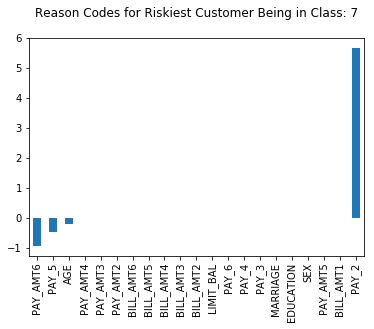 Reason Codes for Riskiest Customer Being in Class: 7
6
5
4
3
2
1
0
−1
PAY_AMT6
PAY_5
AGE
PAY_AMT4
PAY_AMT3
PAY_AMT2
BILL_AMT6
BILL_AMT5
BILL_AMT4
BILL_AMT3
BILL_AMT2
LIMIT_BAL
PAY_6
PAY_4
PAY_3
MARRIAGE
EDUCATION
SEX
PAY_AMT5
BILL_AMT1
PAY_2